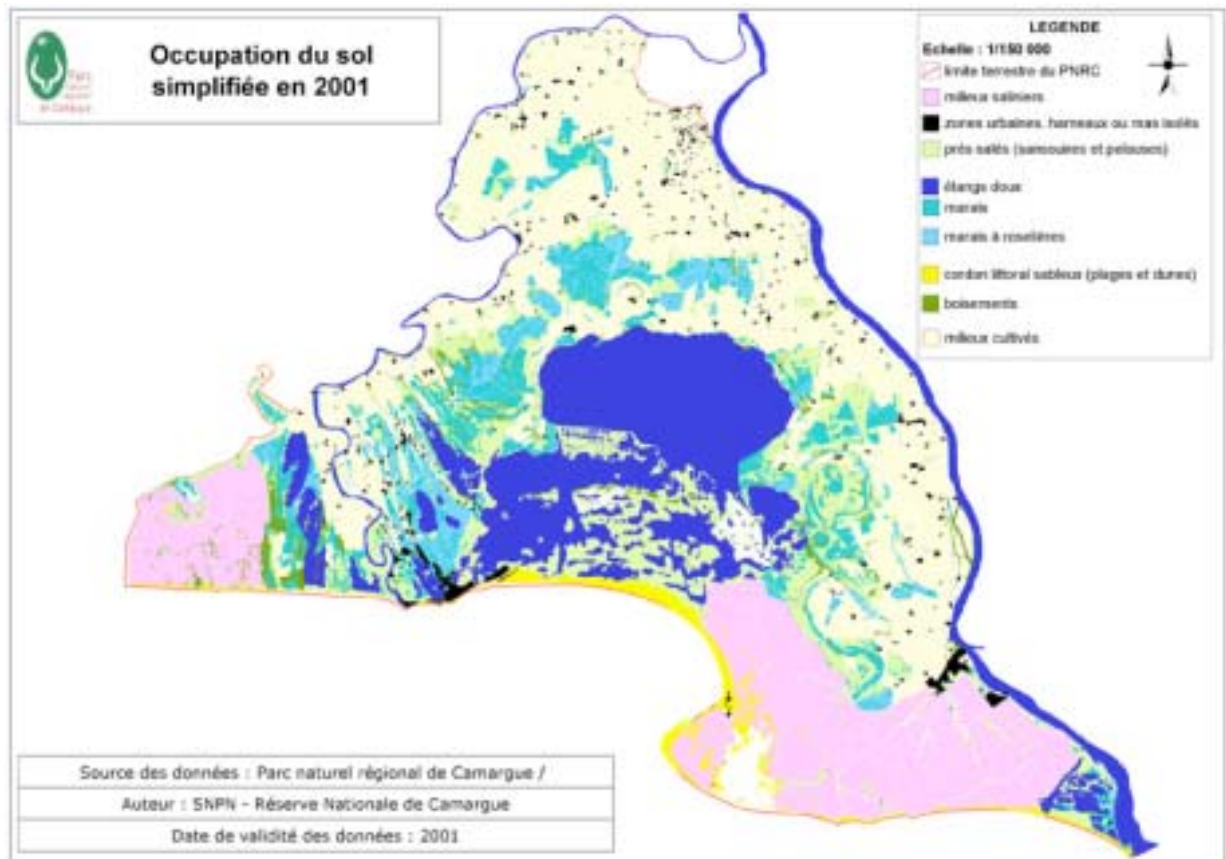 Occupation du sol
simplifiée en 2001
Parc
de Camargue
LEGENDE
Echelle : 1/150 000
limite terrestre du PNRC
milieux saliniers
zones urbaines, hameaux ou mas isolés
prés salés (sansouires et pelouses)
étangs doux
marais
marais à roselières
cordon littoral sableux (plages et dunes)
boisements
milieux cultivés
Source des données : Parc naturel régional de Camargue /
Auteur : SNPN - Réserve Nationale de Camargue
Date de validité des données : 2001